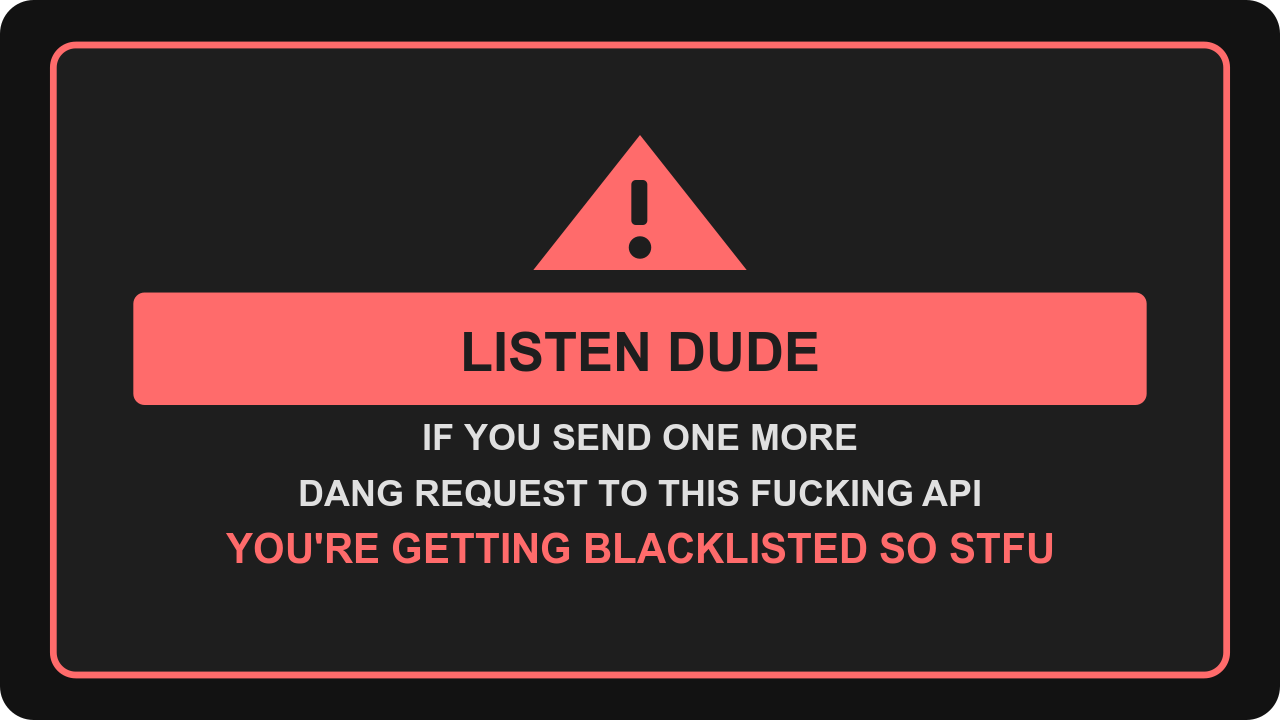 LISTEN DUDE
IF YOU SEND ONE MORE
DANG REQUEST TO THIS FUCKING API
YOU'RE GETTING BLACKLISTED SO STFU